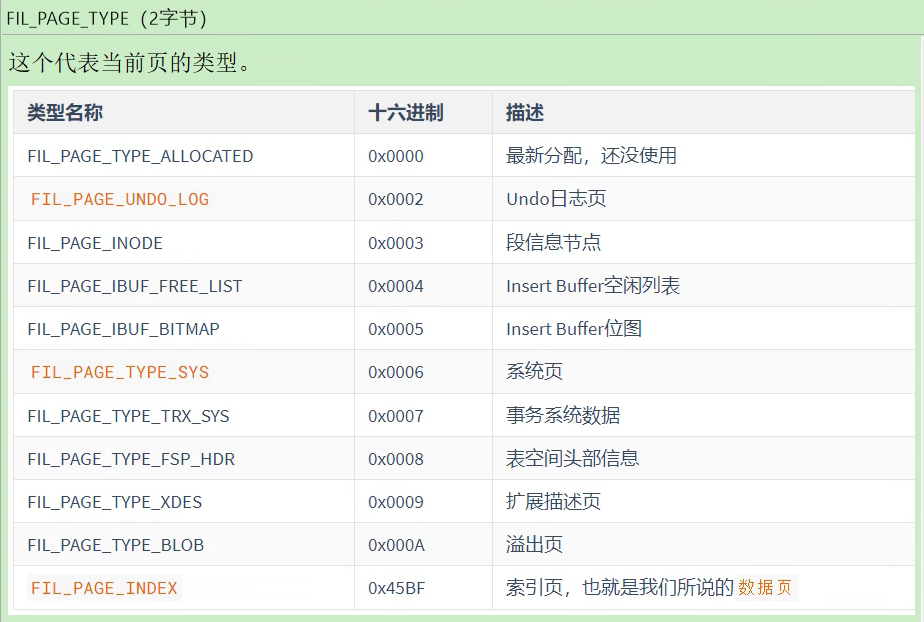 FIL_PAGE_TYPE（2字节）
这个代表当前页的类型。
类型名称 十六进制 描述
FIL_PAGE_TYPE_ALLOCATED 0x0000 最新分配，还没使用
FIL_PAGE_UNDO_LOG 0x0002 Undo日志页
FIL_PAGE_INODE 0x0003 段信息节点
FIL_PAGE_IBUF_FREE_LIST 0x0004 Insert Buffer空闲列表
FIL_PAGE_IBUF_BITMAP 0x0005 Insert Buffer位图
FIL_PAGE_TYPE_SYS 0x0006 系统页
FIL_PAGE_TYPE_TRX_SYS 0x0007 事务系统数据
FIL_PAGE_TYPE_FSP_HDR 0x0008 表空间头部信息
FIL_PAGE_TYPE_XDES 0x0009 扩展描述页
FIL_PAGE_TYPE_BLOB 0x000A 溢出页
FIL_PAGE_INDEX 0x45BF 索引页，也就是我们所说的数据页